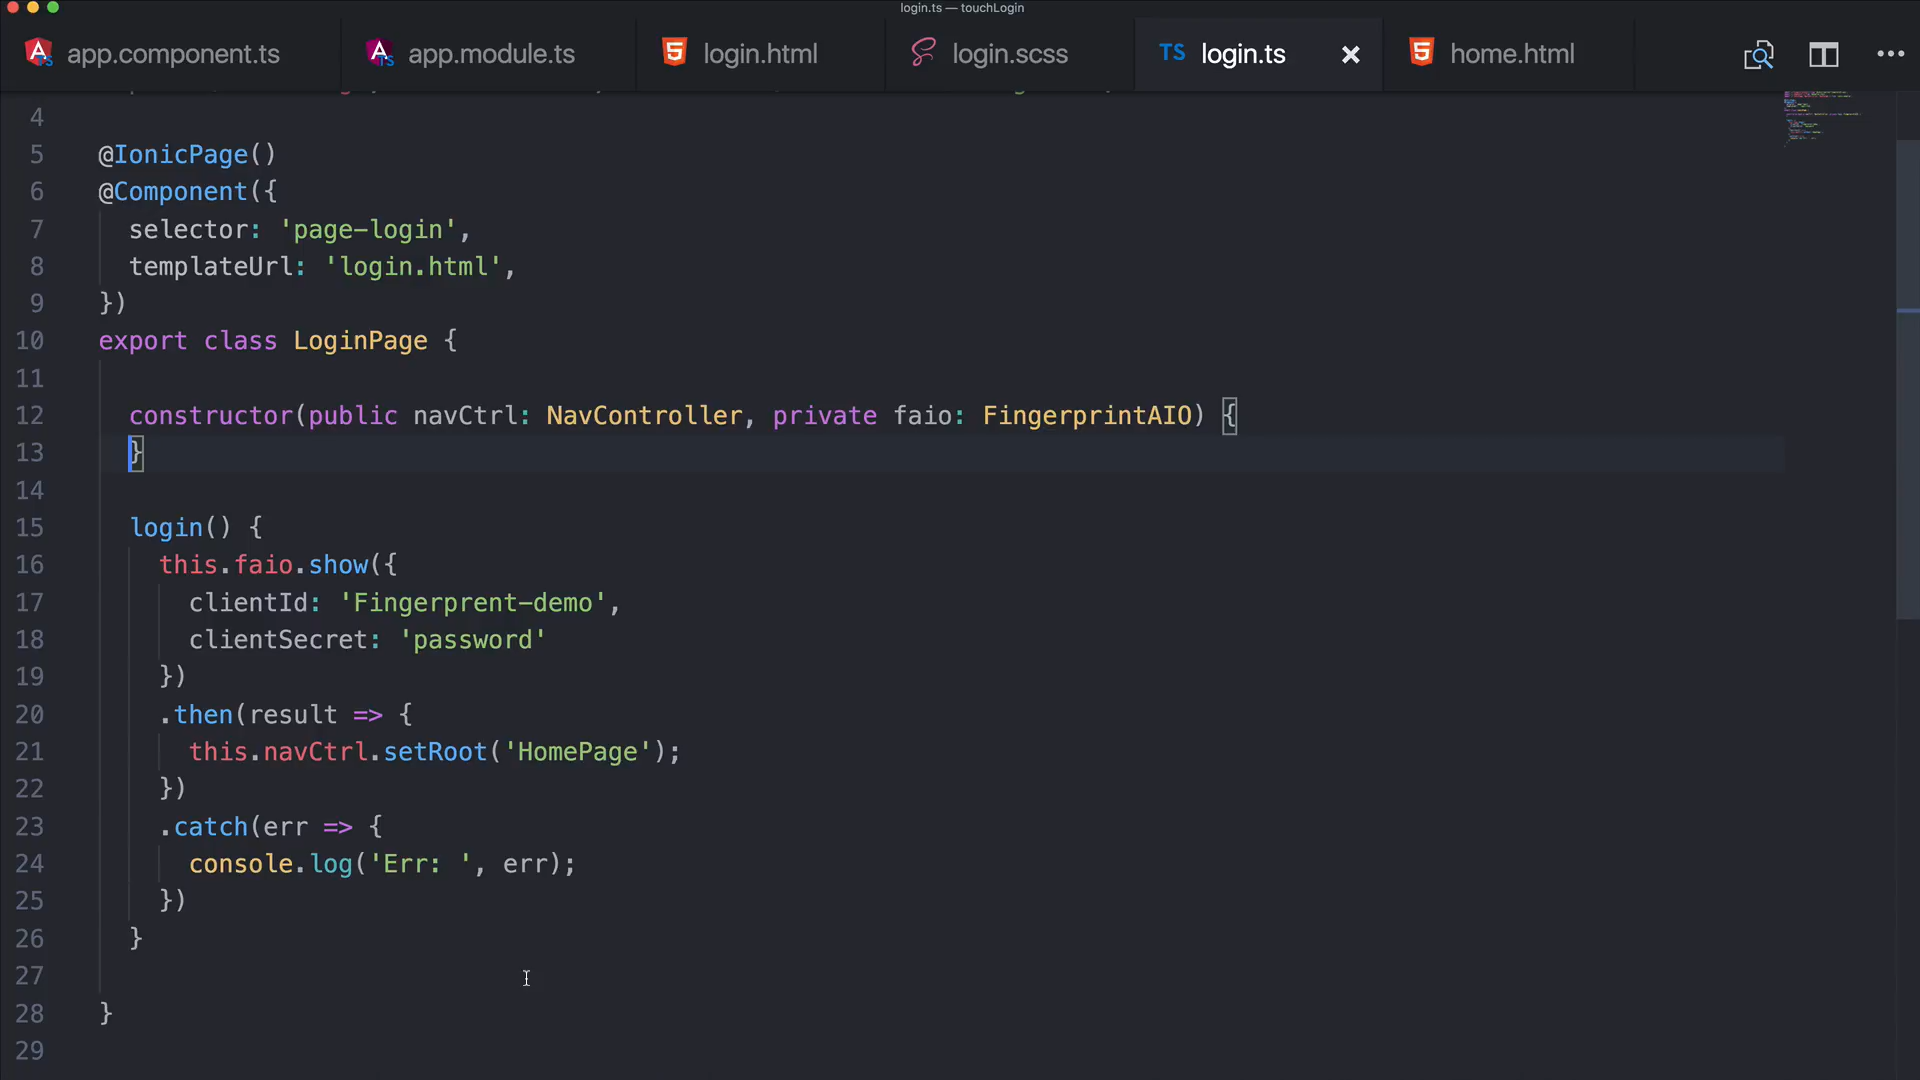 login.ts — touchLogin
app.component.ts
app.module.ts
login.html
login.scss
TS login.ts
home.html
4
5 @IonicPage()
6 @Component({
7 selector: 'page-login',
8 templateUrl: 'login.html',
9 })
10 export class LoginPage {
11
12 constructor(public navCtrl: NavController, private faio: FingerprintAIO) {
13 }
14
15 login() {
16 this.faio.show({
17 clientId: 'Fingerprent-demo',
18 clientSecret: 'password'
19 })
20 .then(result => {
21 this.navCtrl.setRoot('HomePage');
22 })
23 .catch(err => {
24 console.log('Err: ', err);
25 })
26 }
27
28 }
29